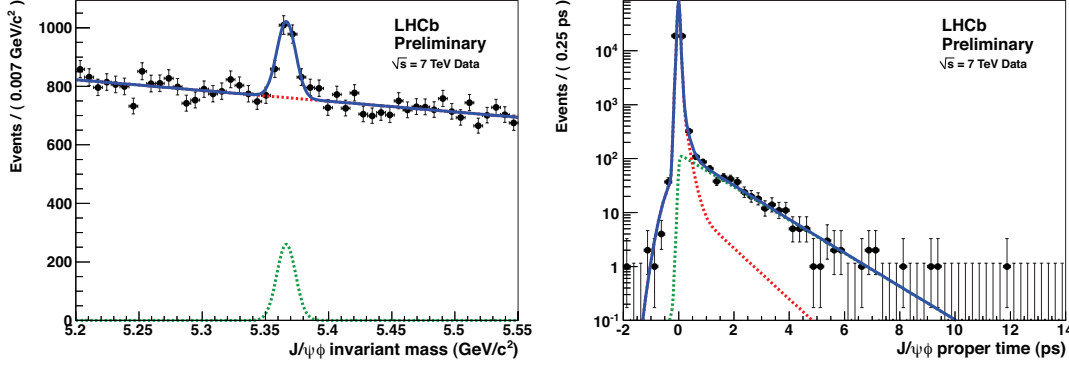 Events / ( 0.007 GeV/c²)
1000
800
600
400
200
0
LHCb
Preliminary
√s = 7 TeV Data
5.2 5.25 5.3 5.35 5.4 5.45 5.5 5.55
J/ψϕ invariant mass (GeV/c²)
Events / ( 0.25 ps)
10⁴
10³
10²
10
1
10⁻¹
LHCb
Preliminary
√s = 7 TeV Data
-2 0 2 4 6 8 10 12 14
J/ψϕ proper time (ps)